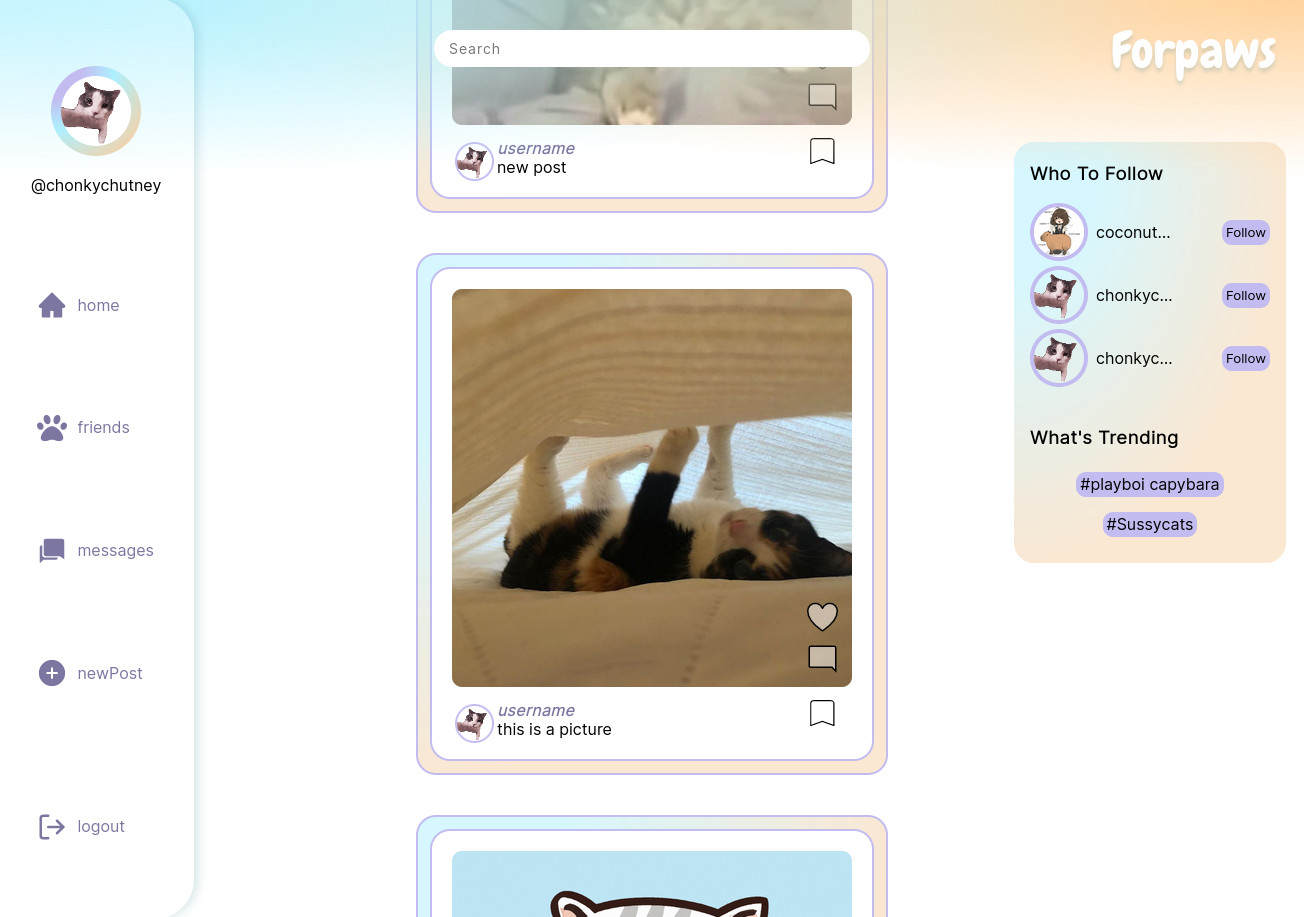 Search
Forpaws
@chonkychutney
home
friends
messages
newPost
logout
username
new post
username
this is a picture
Who To Follow
coconut...
Follow
chonkyc...
Follow
chonkyc...
Follow
What's Trending
#playboi capybara
#Sussycats